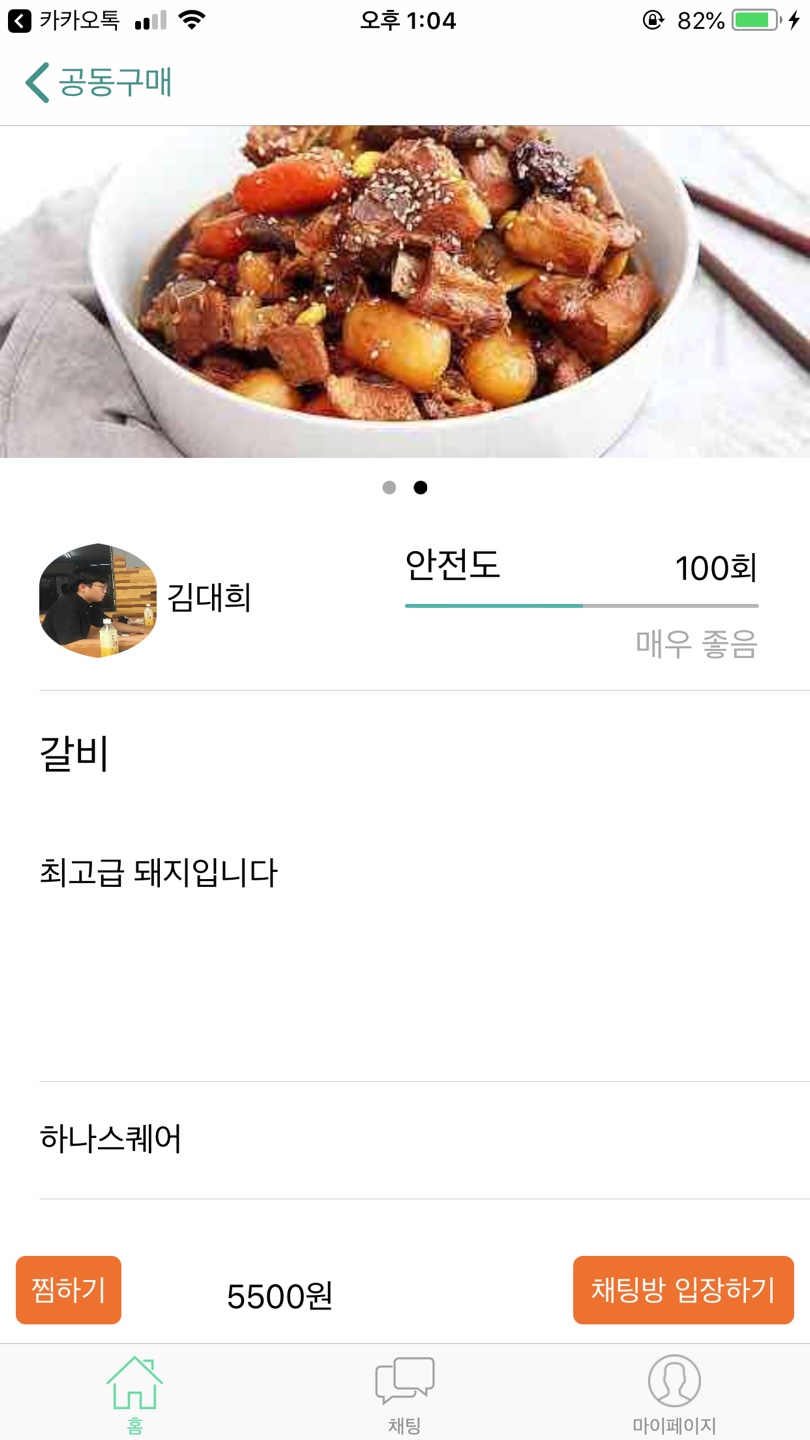 카카오톡 오후 1:04 82%
공동구매
김대희
안전도 100회
매우 좋음
갈비
최고급 돼지입니다
하나스퀘어
찜하기 5500원 채팅방 입장하기
홈 채팅 마이페이지